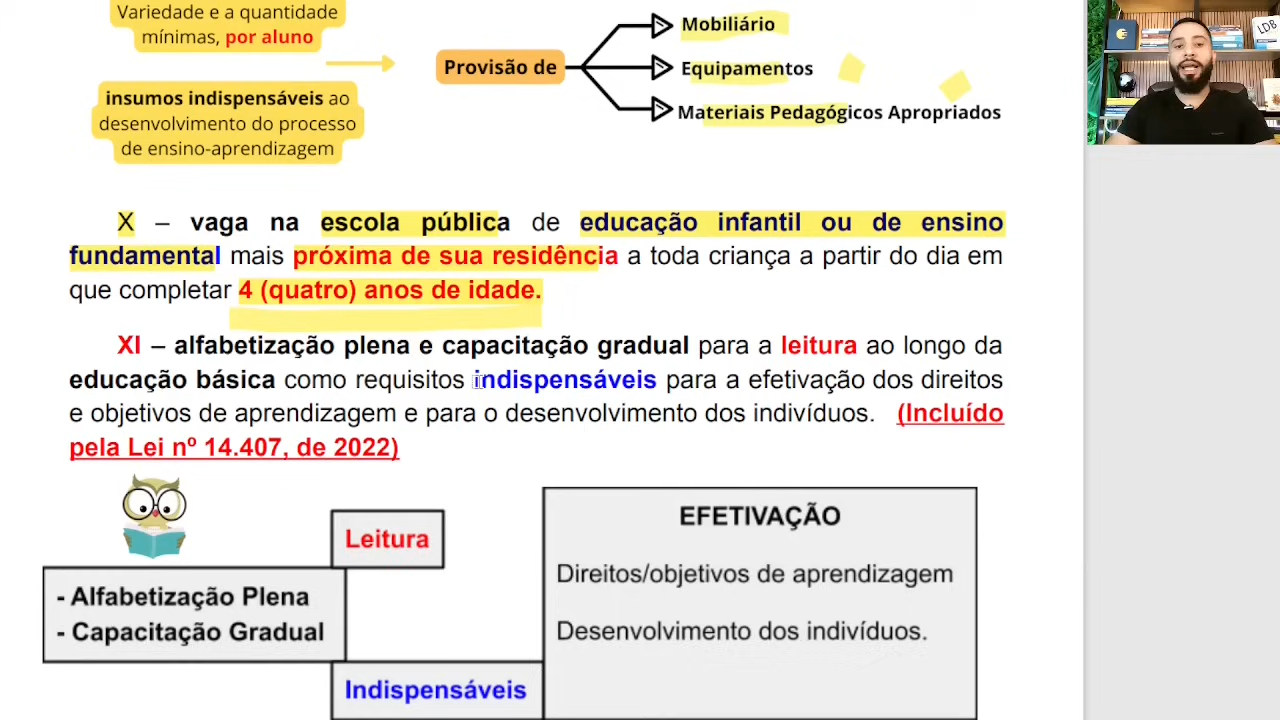 Variedade e a quantidade
mínimas, por aluno
insumos indispensáveis ao
desenvolvimento do processo
de ensino-aprendizagem
Provisão de
Mobiliário
Equipamentos
Materiais Pedagógicos Apropriados
LDB
X – vaga na escola pública de educação infantil ou de ensino
fundamental mais próxima de sua residência a toda criança a partir do dia em
que completar 4 (quatro) anos de idade.
XI – alfabetização plena e capacitação gradual para a leitura ao longo da
educação básica como requisitos indispensáveis para a efetivação dos direitos
e objetivos de aprendizagem e para o desenvolvimento dos indivíduos. (Incluído
pela Lei nº 14.407, de 2022)
- Alfabetização Plena
- Capacitação Gradual
Leitura
Indispensáveis
EFETIVAÇÃO
Direitos/objetivos de aprendizagem
Desenvolvimento dos indivíduos.